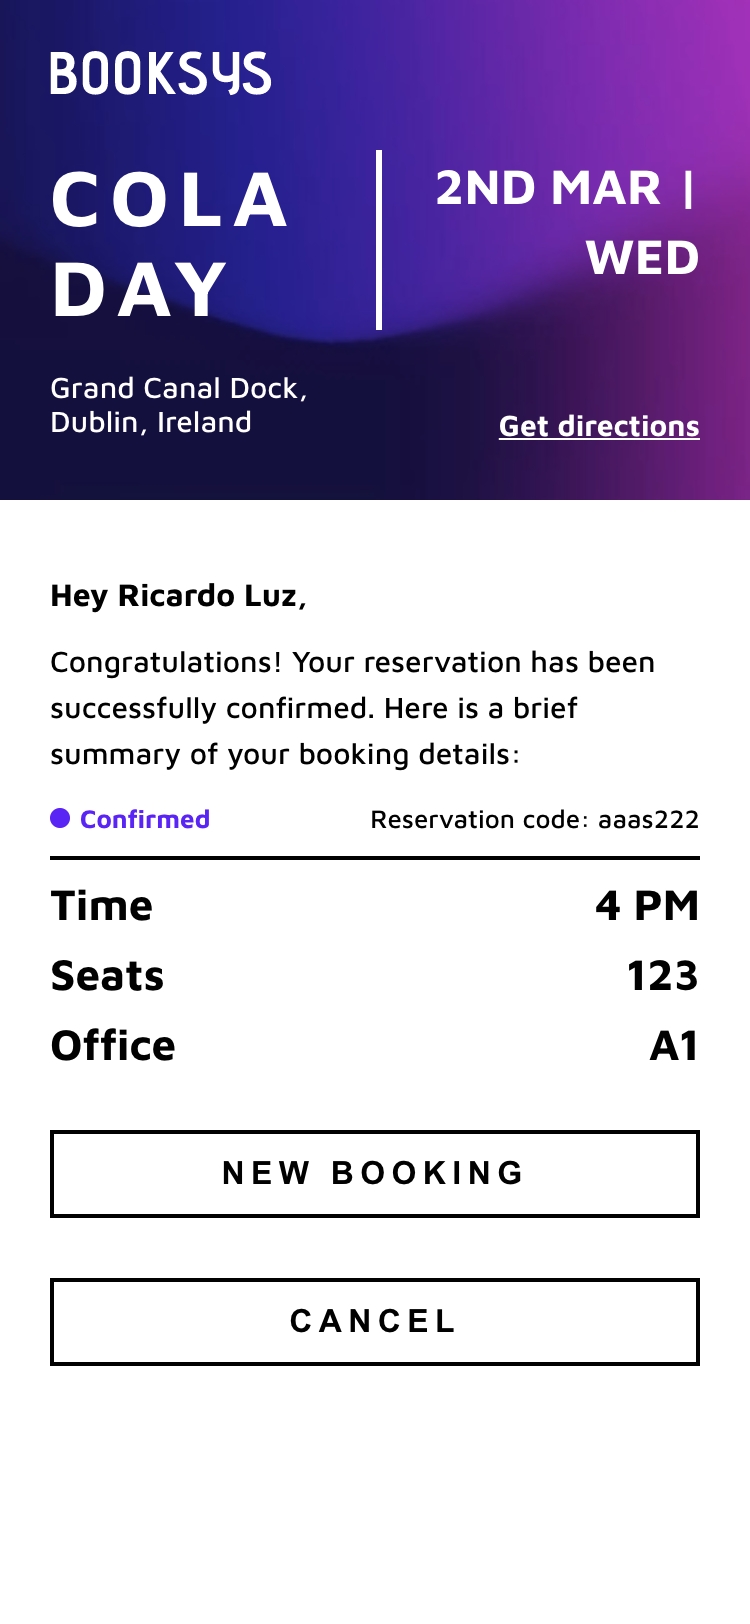 BOOKSYS
COLA
DAY
2ND MAR |
WED
Grand Canal Dock,
Dublin, Ireland
Get directions
Hey Ricardo Luz,
Congratulations! Your reservation has been
successfully confirmed. Here is a brief
summary of your booking details:
Confirmed Reservation code: aaas222
Time 4 PM
Seats 123
Office A1
NEW BOOKING
CANCEL